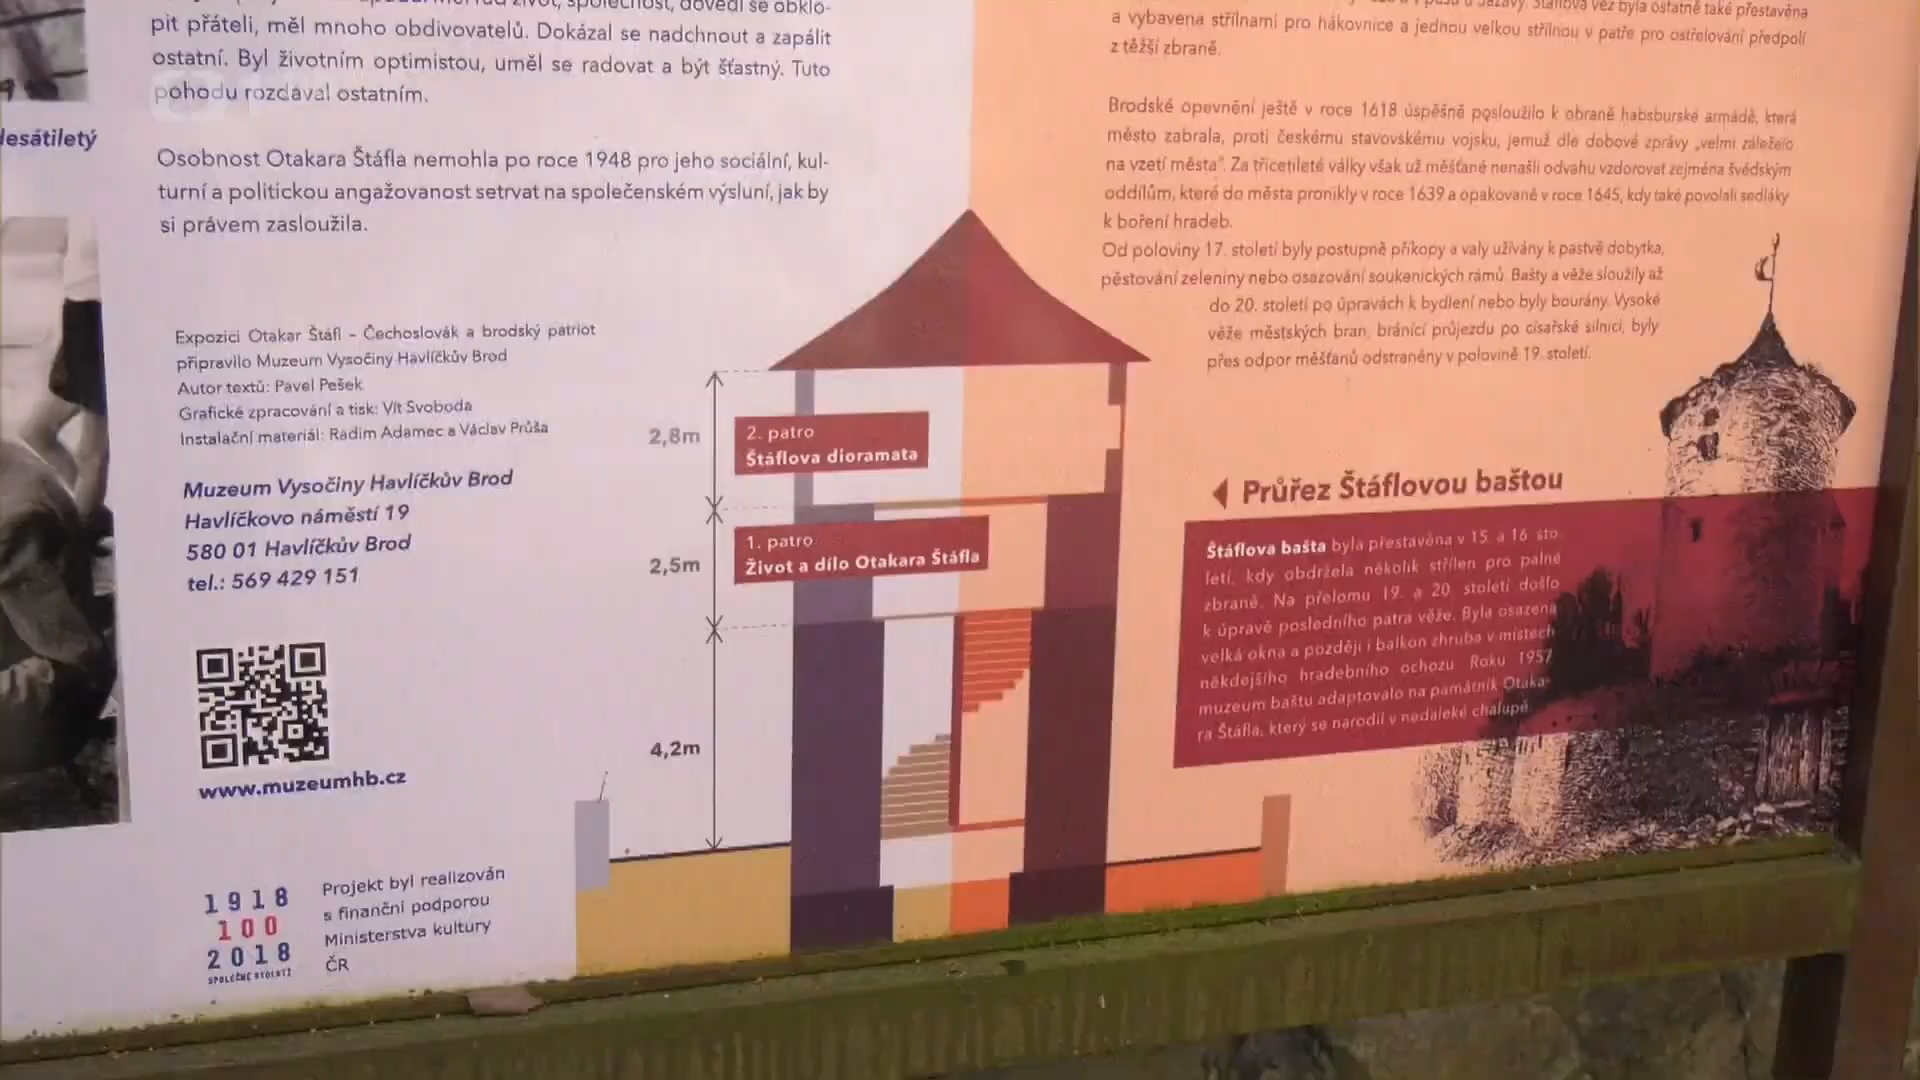 pit přáteli, měl mnoho obdivovatelů. Dokázal se nadchnout a zapálit
ostatní. Byl životním optimistou, uměl se radovat a být šťastný. Tuto
pohodu rozdával ostatním.
Osobnost Otakara Štáfla nemohla po roce 1948 pro jeho sociální, kul-
turní a politickou angažovanost setrvat na společenském výsluní, jak by
si právem zasloužila.
desátiletý
Expozici Otakar Štáfl – Čechoslovák a brodský patriot
připravilo Muzeum Vysočiny Havlíčkův Brod
Autor textů: Pavel Pešek
Grafické zpracování a tisk: Vít Svoboda
Instalační materiál: Radim Adamec a Václav Průša
Muzeum Vysočiny Havlíčkův Brod
Havlíčkovo náměstí 19
580 01 Havlíčkův Brod
tel.: 569 429 151
www.muzeumhb.cz
1918
100
2018
SPOLEČNÉ STOLETÍ
Projekt byl realizován
s finanční podporou
Ministerstva kultury
ČR
2,8m
2. patro
Štáflova dioramata
2,5m
1. patro
Život a dílo Otakara Štáfla
4,2m
Štáflova věž byla ostatně také přestavěna
a vybavena střílnami pro hákovnice a jednou velkou střílnou v patře pro ostřelování předpolí
z těžší zbraně.
Brodské opevnění ještě v roce 1618 úspěšně posloužilo k obraně habsburské armádě, která
město zabrala, proti českému stavovskému vojsku, jemuž dle dobové zprávy „velmi záleželo
na vzetí města“. Za třicetileté války však už měšťané nenašli odvahu vzdorovat zejména švédským
oddílům, které do města pronikly v roce 1639 a opakovaně v roce 1645, kdy také povolali sedláky
k boření hradeb.
Od poloviny 17. století byly postupně příkopy a valy užívány k pastvě dobytka,
pěstování zeleniny nebo osazování soukenických rámů. Bašty a věže sloužily až
do 20. století po úpravách k bydlení nebo byly bourány. Vysoké
věže městských bran, bránící průjezdu po císařské silnici, byly
přes odpor měšťanů odstraněny v polovině 19. století.
Průřez Štáflovou baštou
Štáflova bašta byla přestavěna v 15. a 16. sto-
letí, kdy obdržela několik střílen pro palné
zbraně. Na přelomu 19. a 20. století došlo
k úpravě posledního patra věže. Byla osazena
velká okna a později i balkon zhruba v místech
někdejšího hradebního ochozu. Roku 1957
muzeum baštu adaptovalo na památník Otaka-
ra Štáfla, který se narodil v nedaleké chalupě.